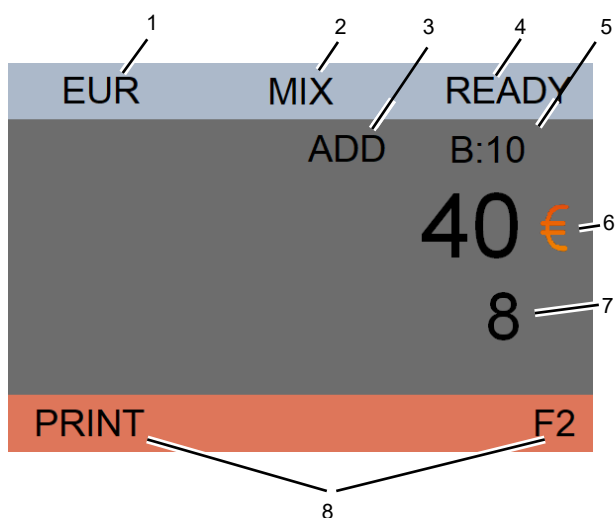 1 2 3 4 5
EUR MIX READY
ADD B:10
40 € 6
8 7
PRINT F2
8